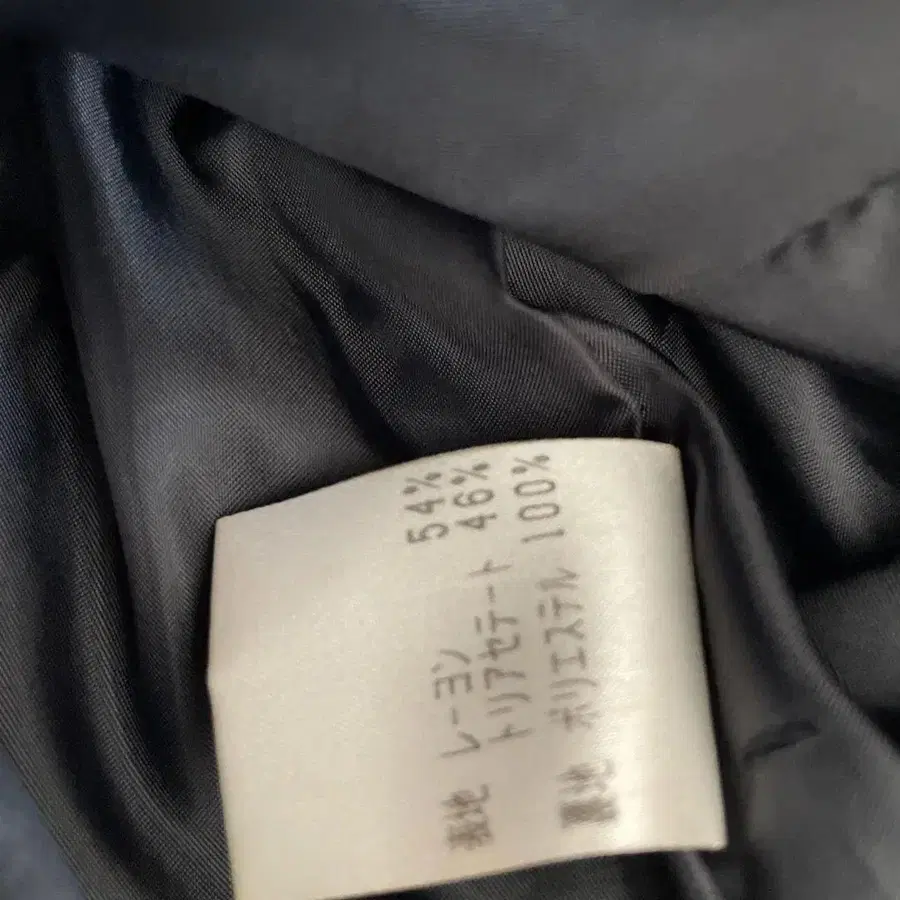 表地 レーヨン 54%
トリアセテート 46%
裏地 ポリエステル 100%